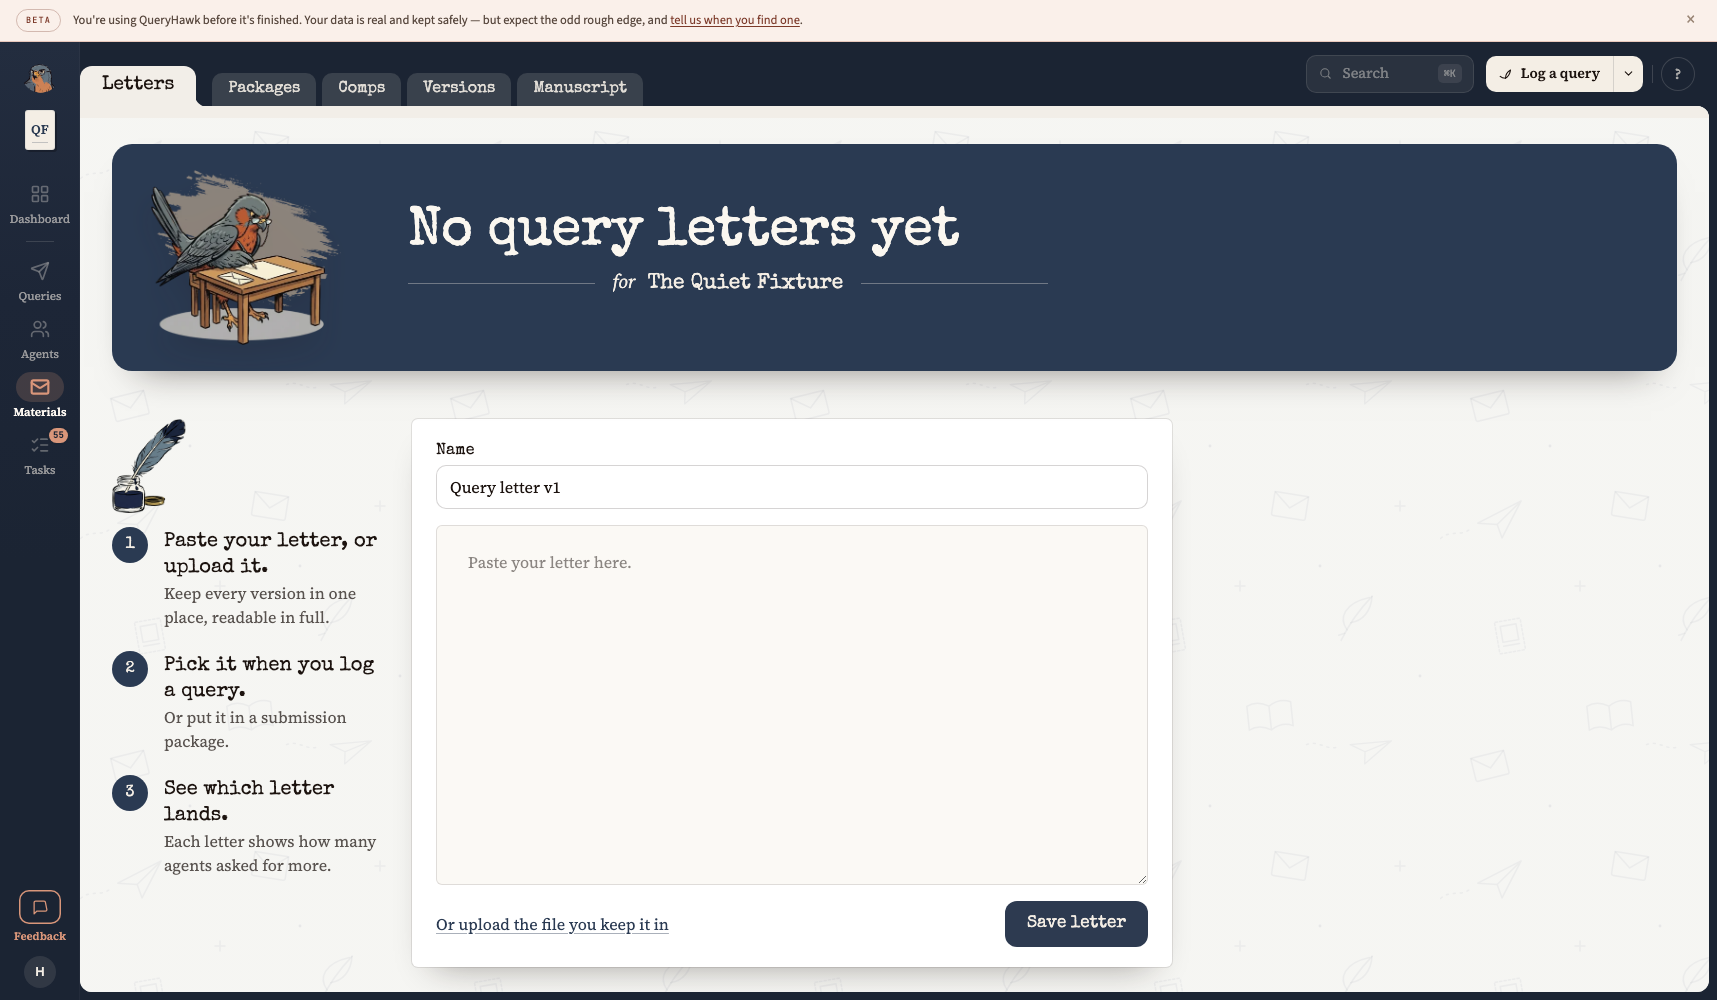 BETA
You're using QueryHawk before it's finished. Your data is real and kept safely — but expect the odd rough edge, and tell us when you find one.
×
Letters
Packages
Comps
Versions
Manuscript
Search
⌘K
Log a query
?
QF
Dashboard
Queries
Agents
Materials
55
Tasks
Feedback
H
No query letters yet
for The Quiet Fixture
1
Paste your letter, or
upload it.
Keep every version in one
place, readable in full.
2
Pick it when you log
a query.
Or put it in a submission
package.
3
See which letter
lands.
Each letter shows how many
agents asked for more.
Name
Query letter v1
Paste your letter here.
Or upload the file you keep it in
Save letter